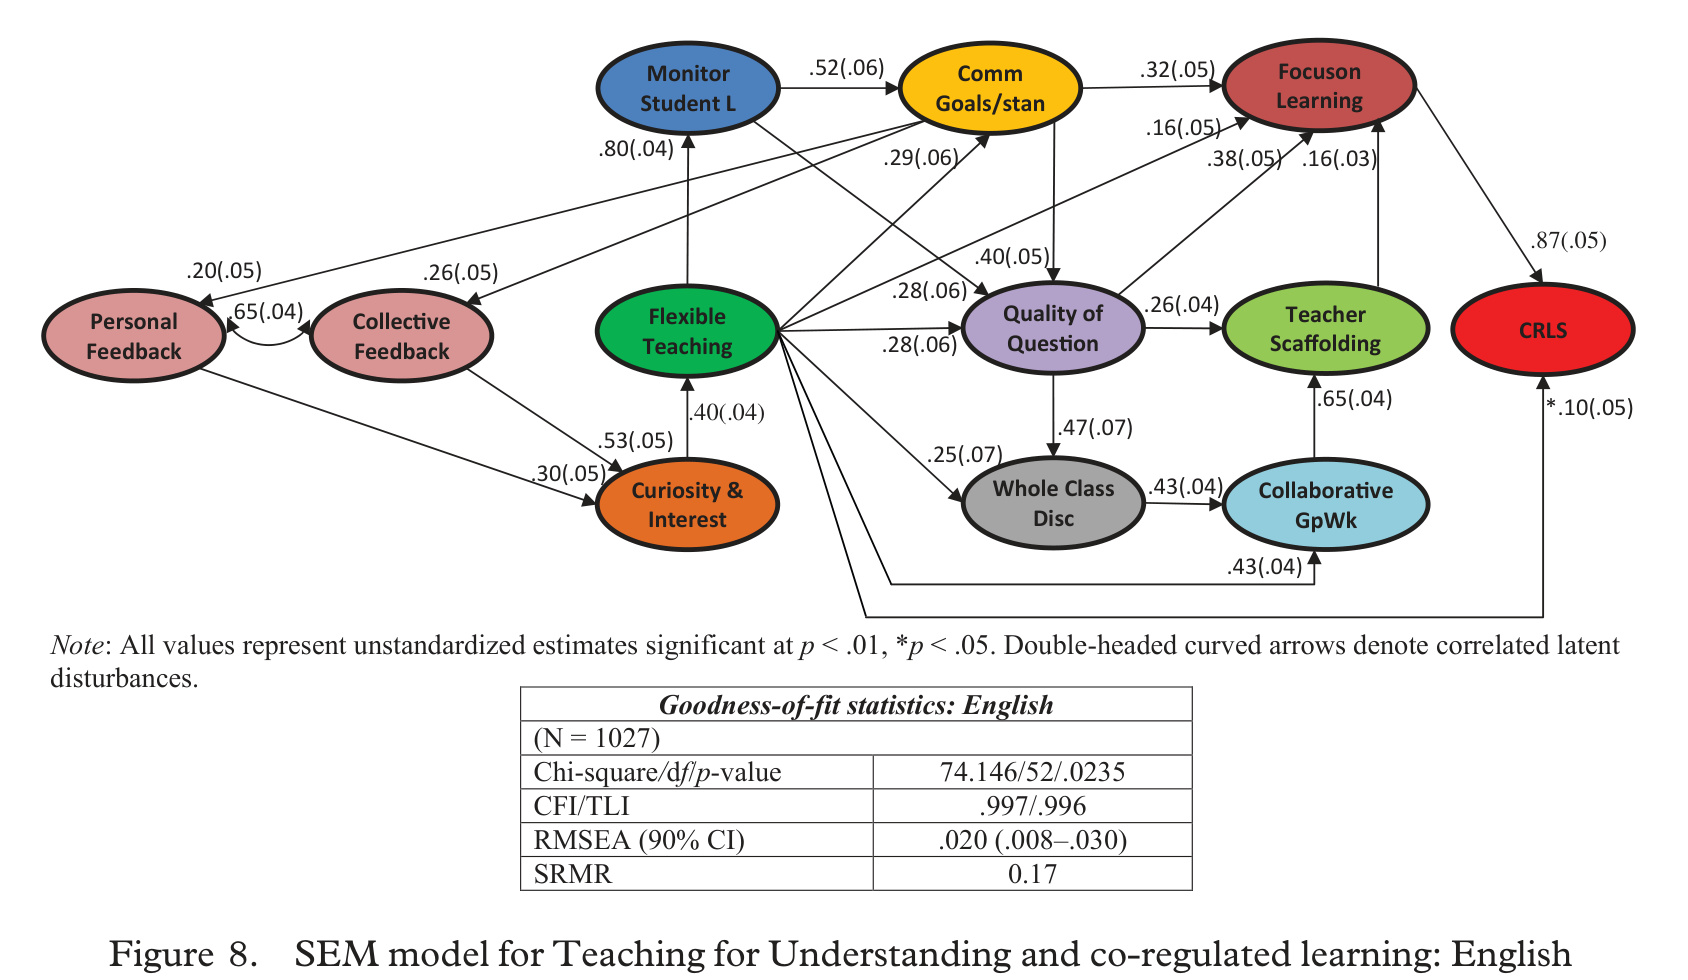 Monitor
Student L
.52(.06)
Comm
Goals/stan
.32(.05)
Focuson
Learning
.80(.04)
.29(.06)
.16(.05)
.38(.05)
.16(.03)
.87(.05)
.20(.05)
.26(.05)
.40(.05)
.28(.06)
Personal
Feedback
.65(.04)
Collective
Feedback
Flexible
Teaching
.28(.06)
Quality of
Question
.26(.04)
Teacher
Scaffolding
CRLS
.40(.04)
.47(.07)
.65(.04)
*.10(.05)
.53(.05)
.30(.05)
.25(.07)
Curiosity &
Interest
Whole Class
Disc
.43(.04)
Collaborative
GpWk
.43(.04)
Note: All values represent unstandardized estimates significant at p < .01, *p < .05. Double-headed curved arrows denote correlated latent
disturbances.
Goodness-of-fit statistics: English
(N = 1027)
Chi-square/df/p-value 74.146/52/.0235
CFI/TLI .997/.996
RMSEA (90% CI) .020 (.008–.030)
SRMR 0.17
Figure 8. SEM model for Teaching for Understanding and co-regulated learning: English